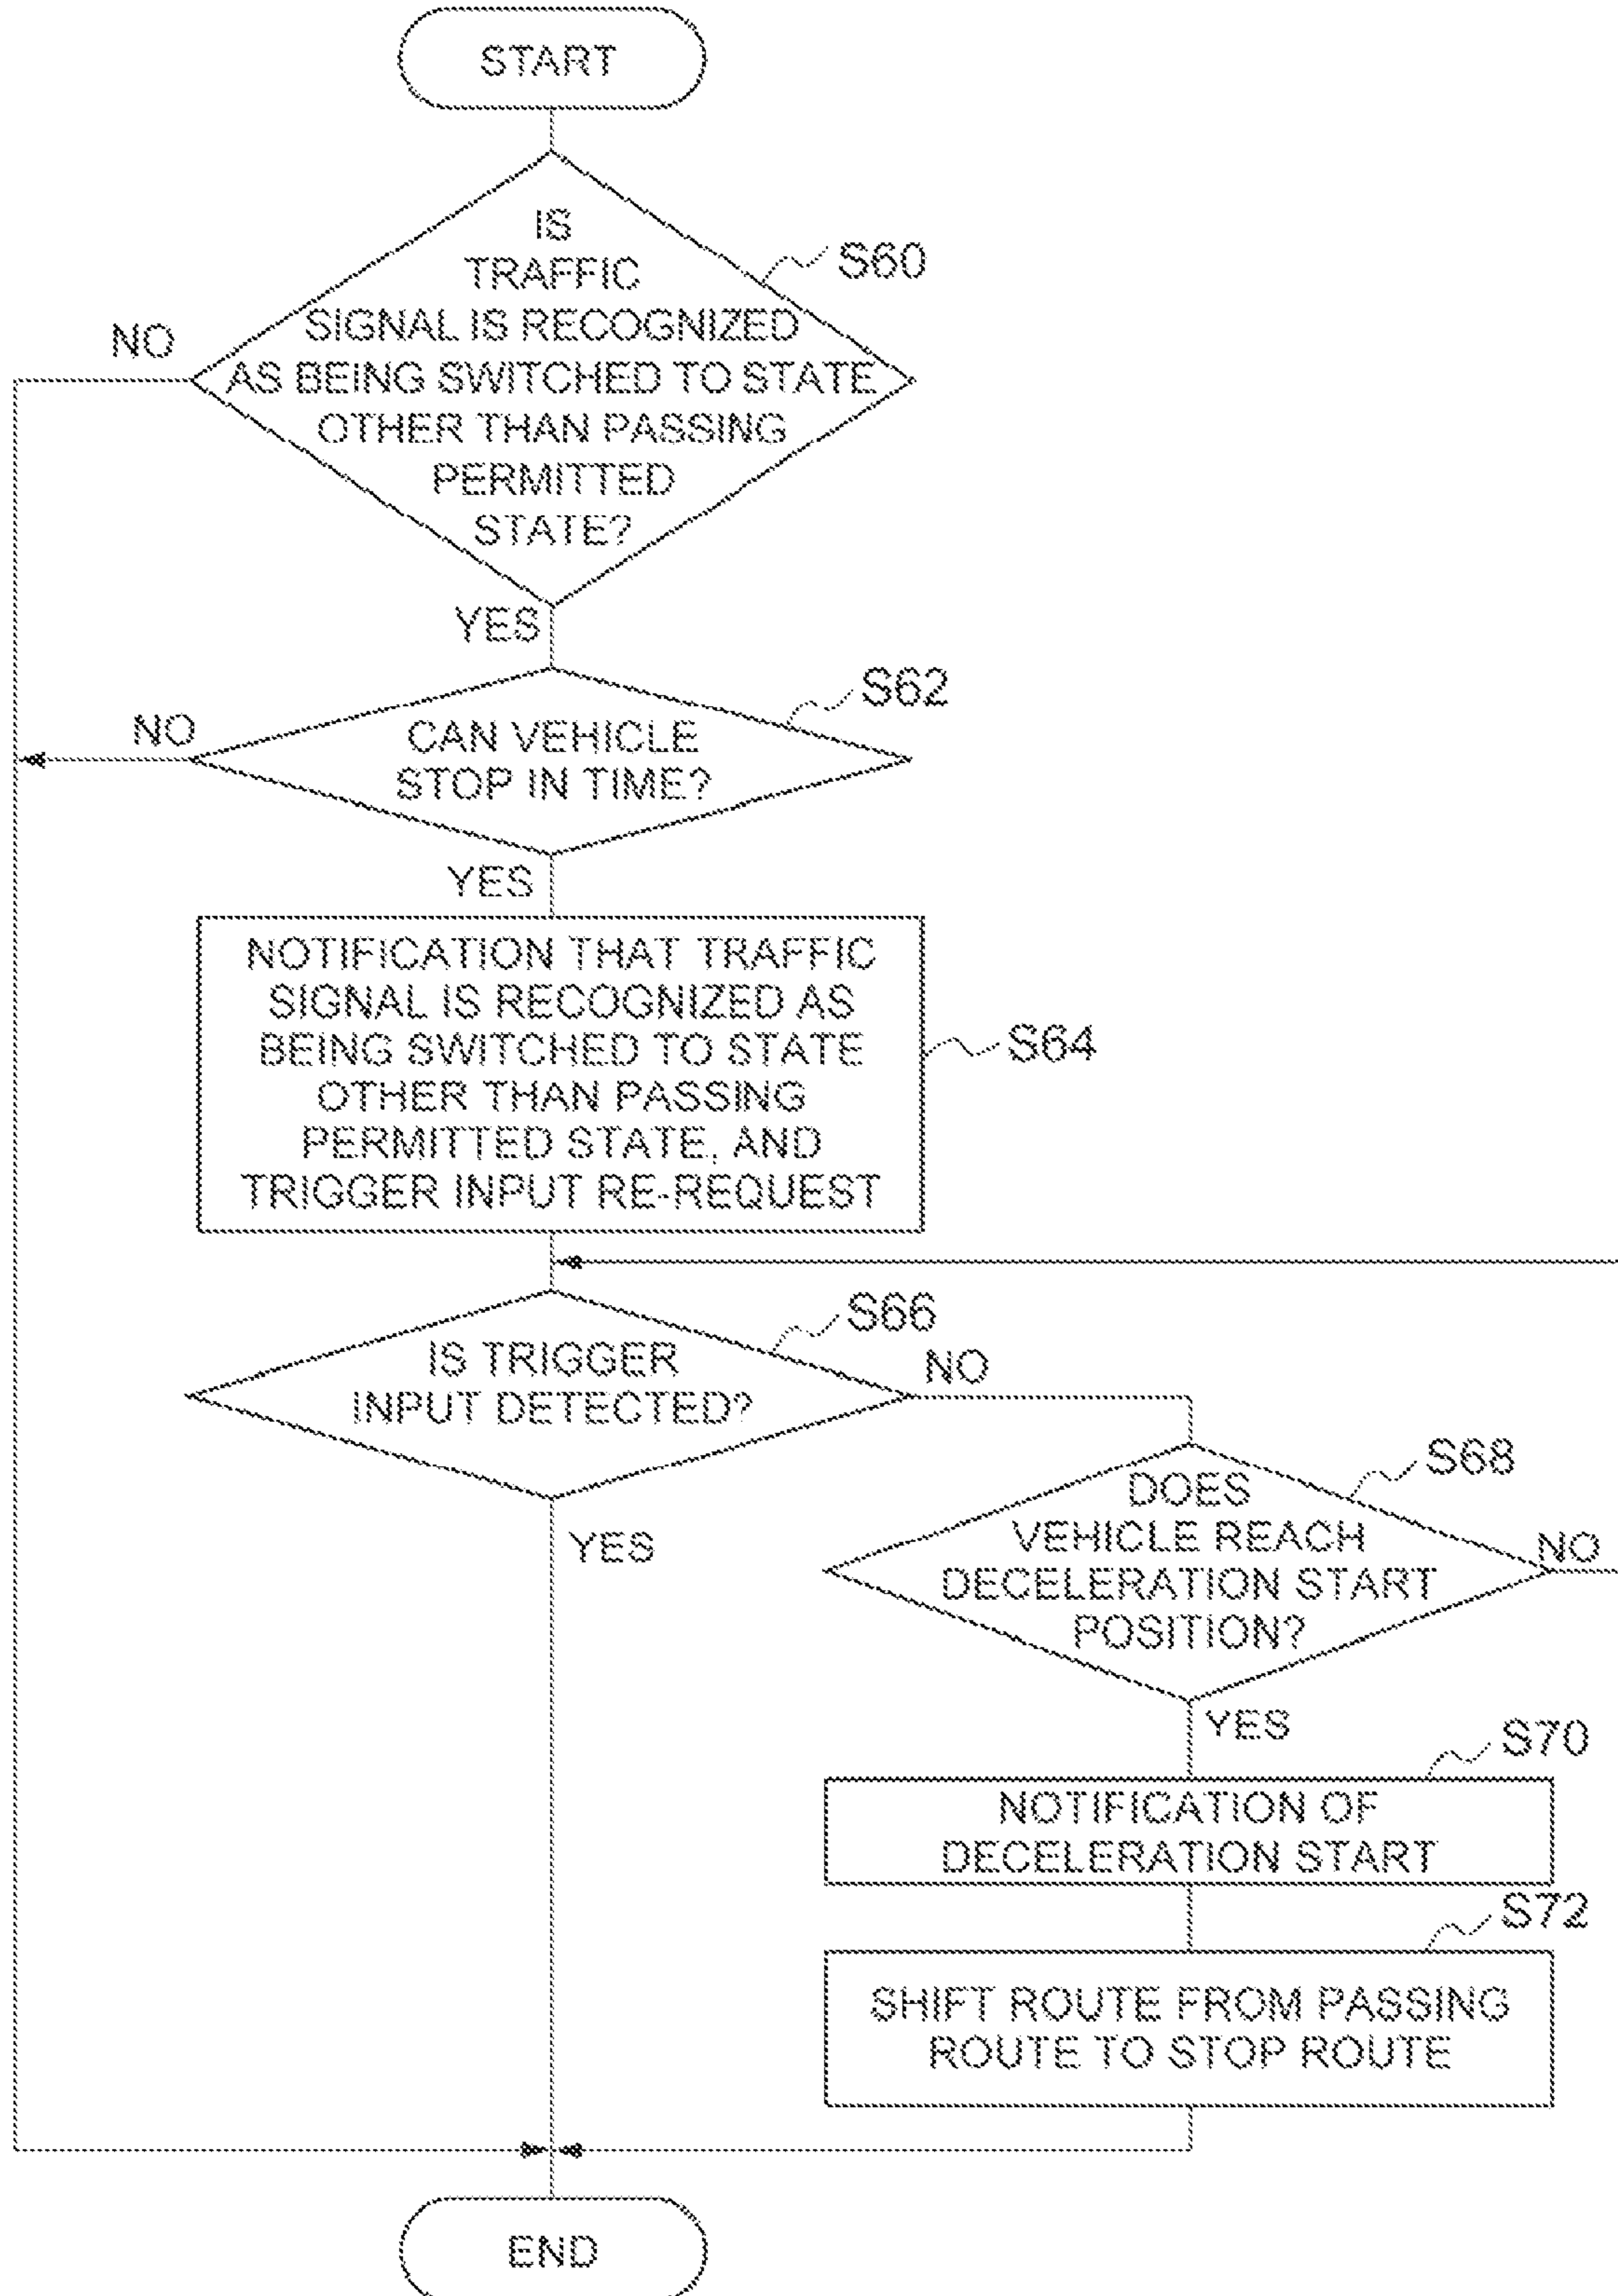 START
IS
TRAFFIC
SIGNAL IS RECOGNIZED
AS BEING SWITCHED TO STATE
OTHER THAN PASSING
PERMITTED
STATE?
S60
NO
YES
CAN VEHICLE
STOP IN TIME?
S62
NO
YES
NOTIFICATION THAT TRAFFIC
SIGNAL IS RECOGNIZED AS
BEING SWITCHED TO STATE
OTHER THAN PASSING
PERMITTED STATE, AND
TRIGGER INPUT RE-REQUEST
S64
IS TRIGGER
INPUT DETECTED?
S66
NO
YES
DOES
VEHICLE REACH
DECELERATION START
POSITION?
S68
NO
YES
NOTIFICATION OF
DECELERATION START
S70
SHIFT ROUTE FROM PASSING
ROUTE TO STOP ROUTE
S72
END